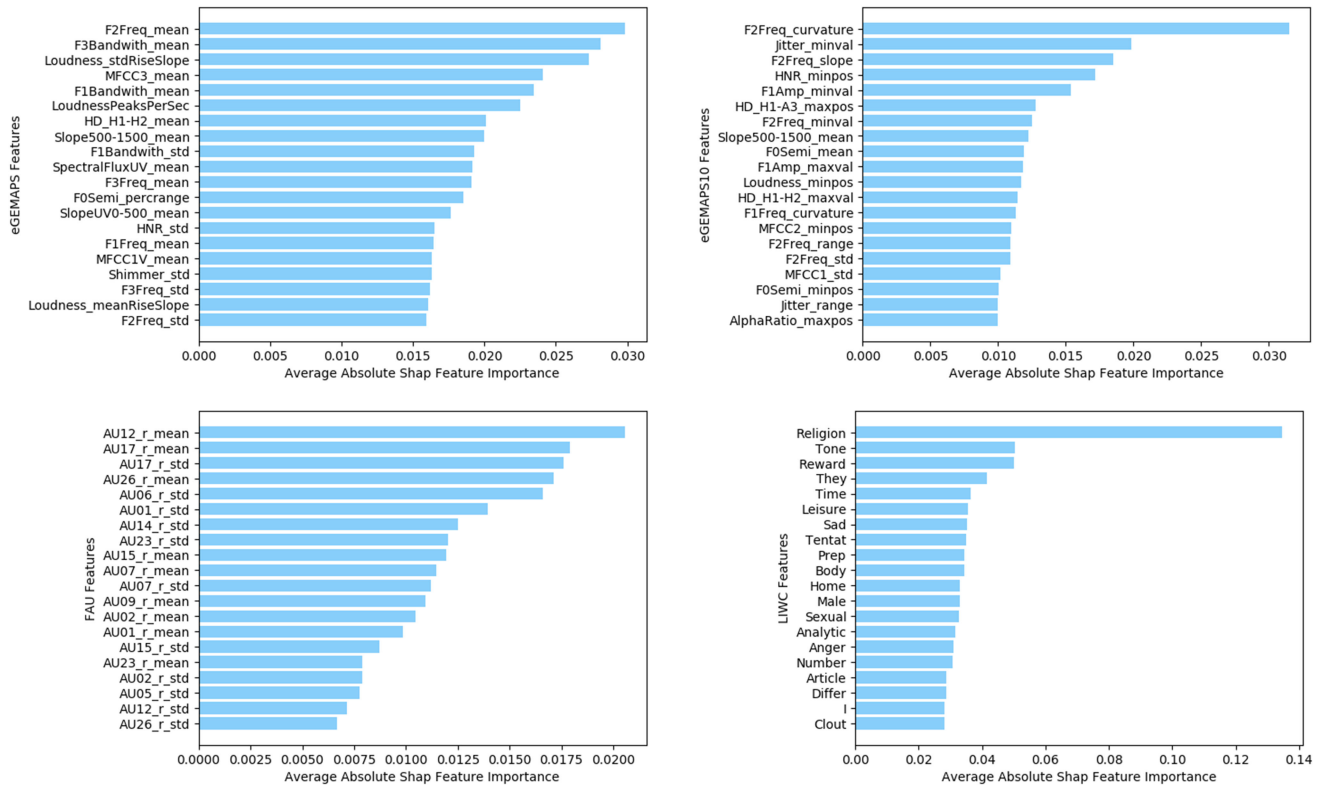 eGEMAPS Features
F2Freq_mean
F3Bandwith_mean
Loudness_stdRiseSlope
MFCC3_mean
F1Bandwith_mean
LoudnessPeaksPerSec
HD_H1-H2_mean
Slope500-1500_mean
F1Bandwith_std
SpectralFluxUV_mean
F3Freq_mean
F0Semi_percrange
SlopeUV0-500_mean
HNR_std
F1Freq_mean
MFCC1V_mean
Shimmer_std
F3Freq_std
Loudness_meanRiseSlope
F2Freq_std
0.000 0.005 0.010 0.015 0.020 0.025 0.030
Average Absolute Shap Feature Importance
eGEMAPS10 Features
F2Freq_curvature
Jitter_minval
F2Freq_slope
HNR_minpos
F1Amp_minval
HD_H1-A3_maxpos
F2Freq_minval
Slope500-1500_mean
F0Semi_mean
F1Amp_maxval
Loudness_minpos
HD_H1-H2_maxval
F1Freq_curvature
MFCC2_minpos
F2Freq_range
F2Freq_std
MFCC1_std
F0Semi_minpos
Jitter_range
AlphaRatio_maxpos
0.000 0.005 0.010 0.015 0.020 0.025 0.030
Average Absolute Shap Feature Importance
FAU Features
AU12_r_mean
AU17_r_mean
AU17_r_std
AU26_r_mean
AU06_r_std
AU01_r_std
AU14_r_std
AU23_r_std
AU15_r_mean
AU07_r_mean
AU07_r_std
AU09_r_mean
AU02_r_mean
AU01_r_mean
AU15_r_std
AU23_r_mean
AU02_r_std
AU05_r_std
AU12_r_std
AU26_r_std
0.0000 0.0025 0.0050 0.0075 0.0100 0.0125 0.0150 0.0175 0.0200
Average Absolute Shap Feature Importance
LIWC Features
Religion
Tone
Reward
They
Time
Leisure
Sad
Tentat
Prep
Body
Home
Male
Sexual
Analytic
Anger
Number
Article
Differ
I
Clout
0.00 0.02 0.04 0.06 0.08 0.10 0.12 0.14
Average Absolute Shap Feature Importance